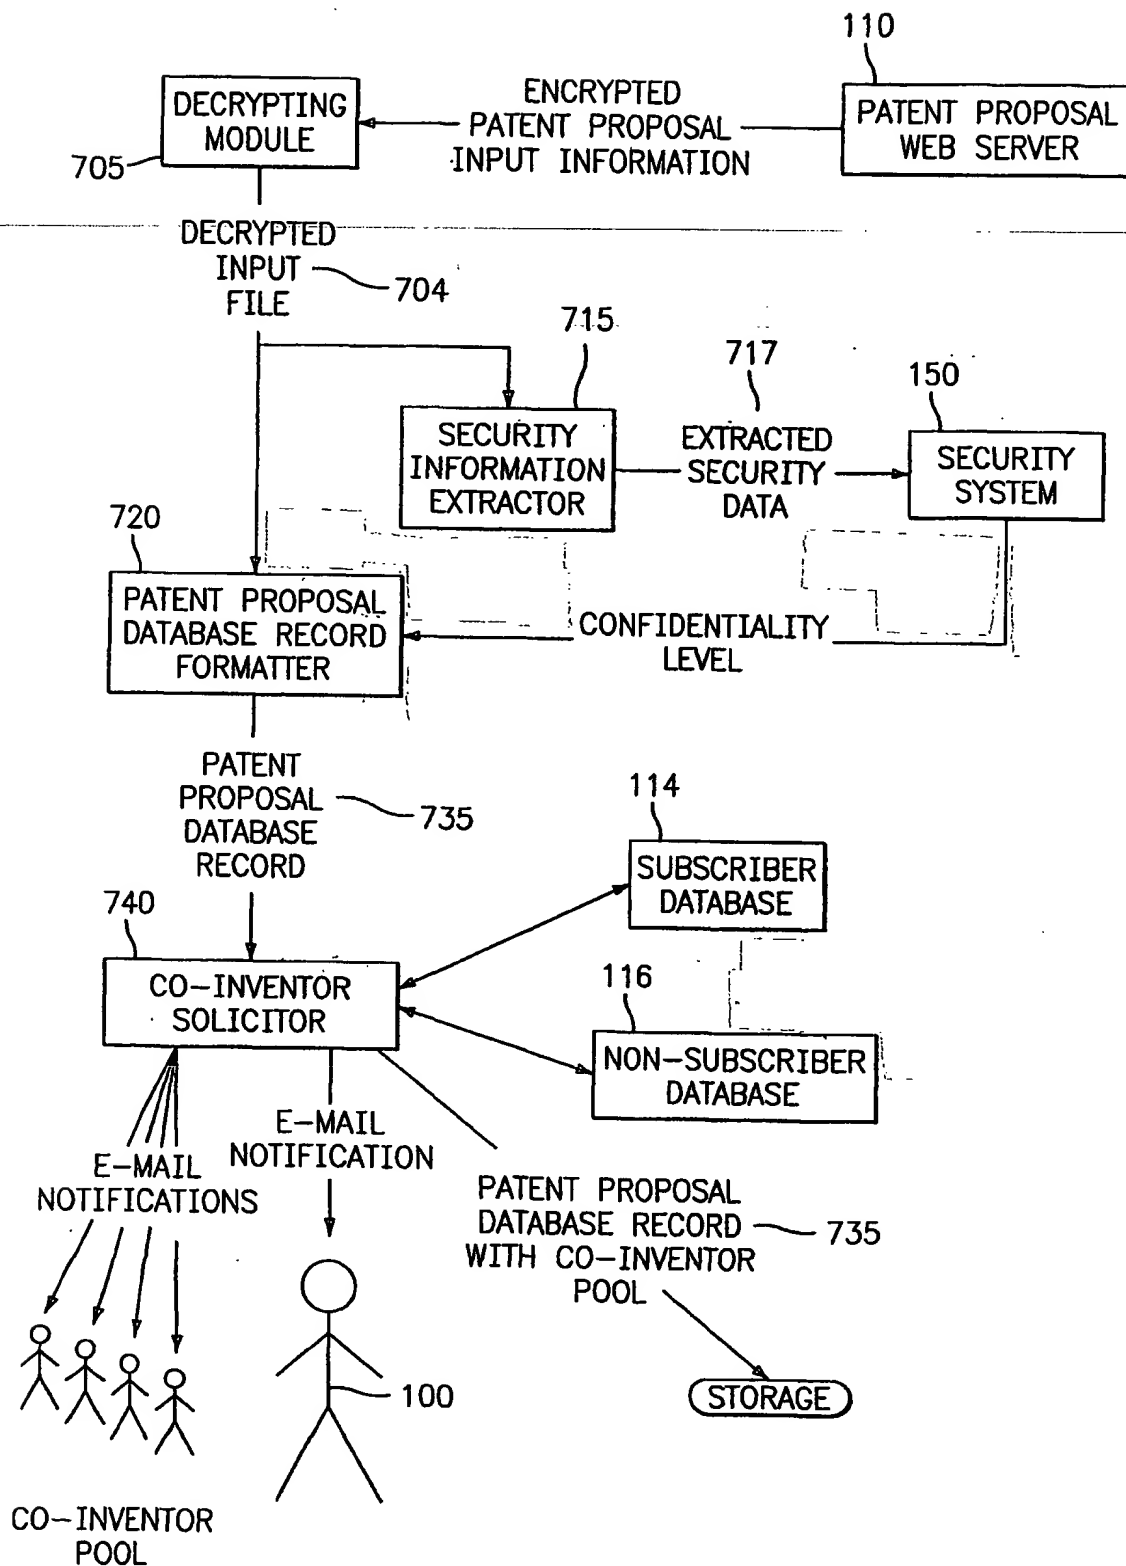 110
DECRYPTING
MODULE
705
ENCRYPTED
PATENT PROPOSAL
INPUT INFORMATION
PATENT PROPOSAL
WEB SERVER
DECRYPTED
INPUT
FILE
704
715
717
150
SECURITY
INFORMATION
EXTRACTOR
EXTRACTED
SECURITY
DATA
SECURITY
SYSTEM
720
PATENT PROPOSAL
DATABASE RECORD
FORMATTER
CONFIDENTIALITY
LEVEL
PATENT
PROPOSAL
DATABASE
RECORD
735
114
SUBSCRIBER
DATABASE
740
CO-INVENTOR
SOLICITOR
116
NON-SUBSCRIBER
DATABASE
E-MAIL
NOTIFICATIONS
E-MAIL
NOTIFICATION
PATENT PROPOSAL
DATABASE RECORD
WITH CO-INVENTOR
POOL
735
100
STORAGE
CO-INVENTOR
POOL